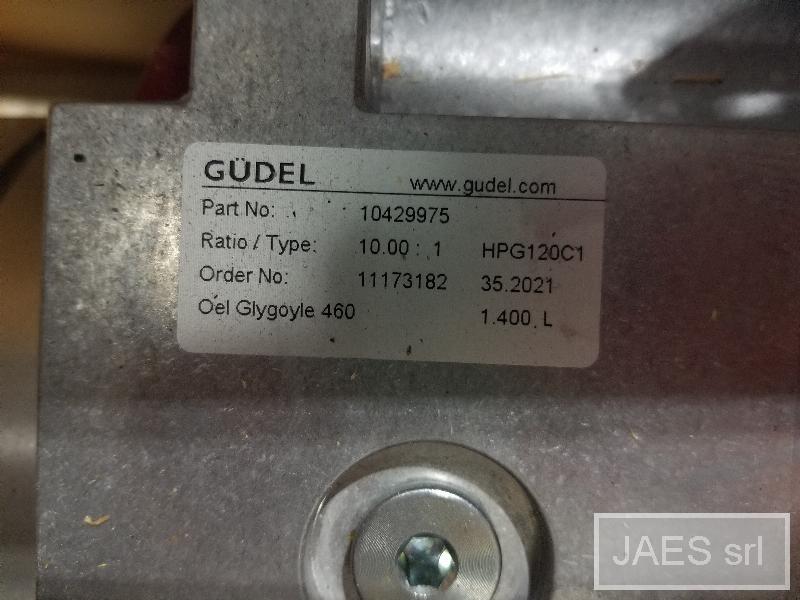 GÜDEL www.gudel.com
Part No: 10429975
Ratio / Type: 10.00 : 1 HPG120C1
Order No: 11173182 35.2021
Oel Glygoyle 460 1.400 L
JAES srl